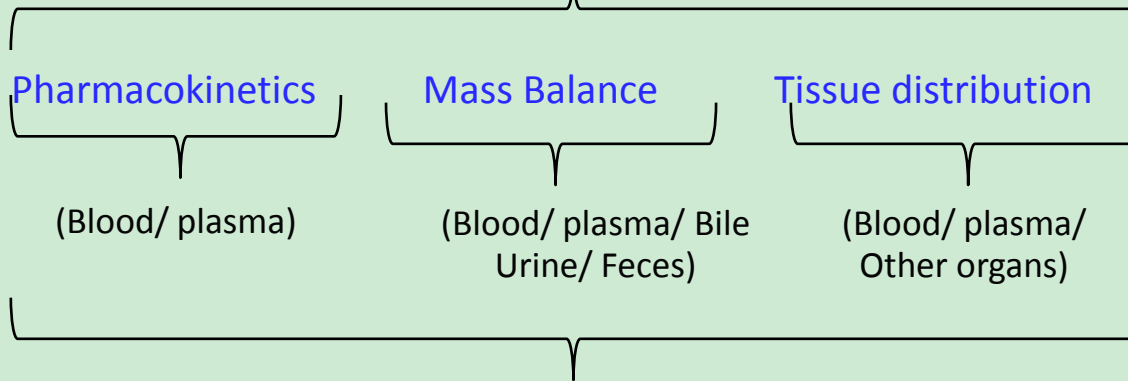 Pharmacokinetics Mass Balance Tissue distribution
(Blood/ plasma)
(Blood/ plasma/ Bile
Urine/ Feces)
(Blood/ plasma/
Other organs)